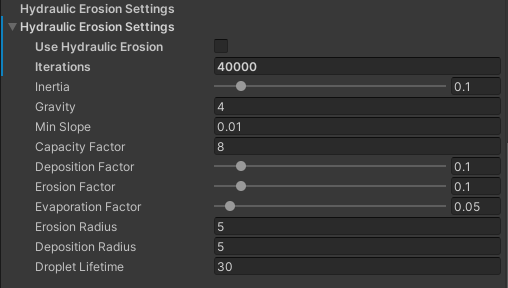 Hydraulic Erosion Settings
Hydraulic Erosion Settings
Use Hydraulic Erosion
Iterations 40000
Inertia 0.1
Gravity 4
Min Slope 0.01
Capacity Factor 8
Deposition Factor 0.1
Erosion Factor 0.1
Evaporation Factor 0.05
Erosion Radius 5
Deposition Radius 5
Droplet Lifetime 30